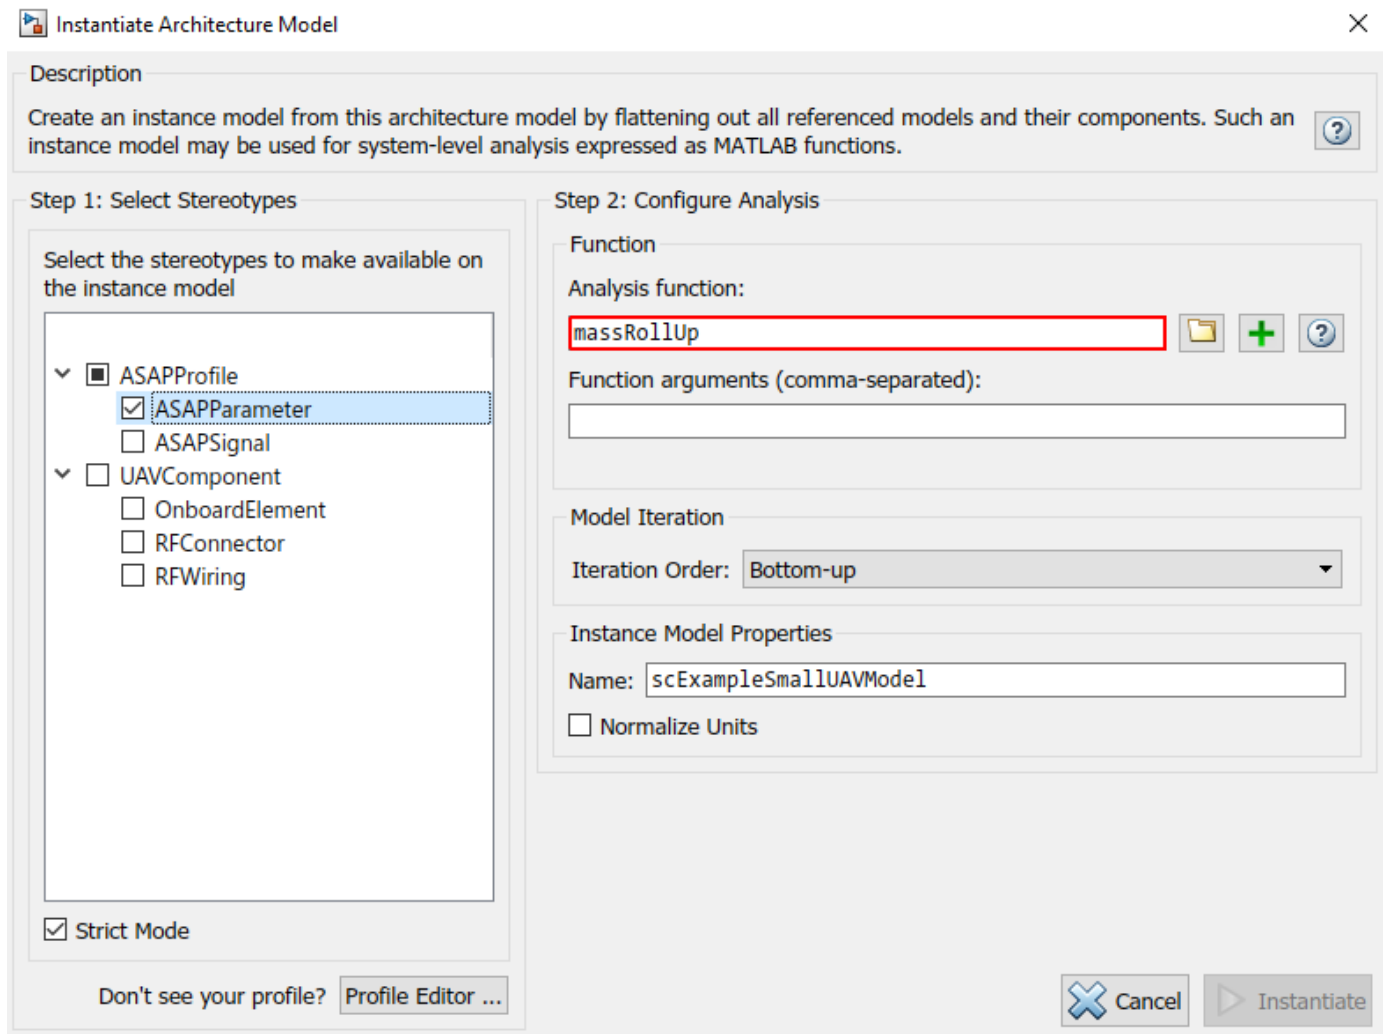 Instantiate Architecture Model
Description
Create an instance model from this architecture model by flattening out all referenced models and their components. Such an
instance model may be used for system-level analysis expressed as MATLAB functions.
Step 1: Select Stereotypes
Select the stereotypes to make available on
the instance model
ASAPProfile
ASAPParameter
ASAPSignal
UAVComponent
OnboardElement
RFConnector
RFWiring
Strict Mode
Don't see your profile? Profile Editor ...
Step 2: Configure Analysis
Function
Analysis function:
massRollUp
Function arguments (comma-separated):
Model Iteration
Iteration Order: Bottom-up
Instance Model Properties
Name: scExampleSmallUAVModel
Normalize Units
Cancel Instantiate